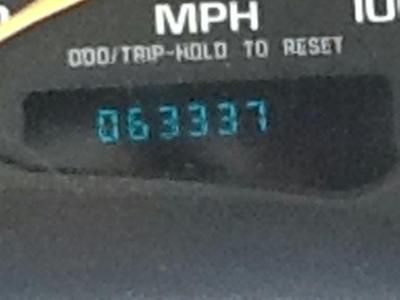 MPH
ODO/TRIP-HOLD TO RESET
063337